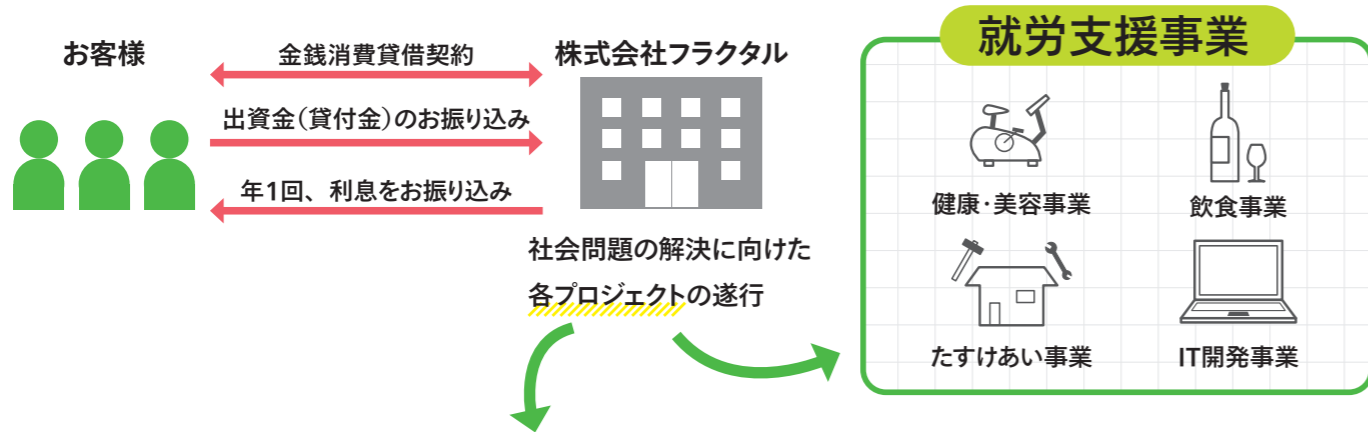 お客様
金銭消費貸借契約
株式会社フラクタル
出資金(貸付金)のお振り込み
年1回、利息をお振り込み
社会問題の解決に向けた
各プロジェクトの遂行
就労支援事業
健康・美容事業
飲食事業
たすけあい事業
IT開発事業